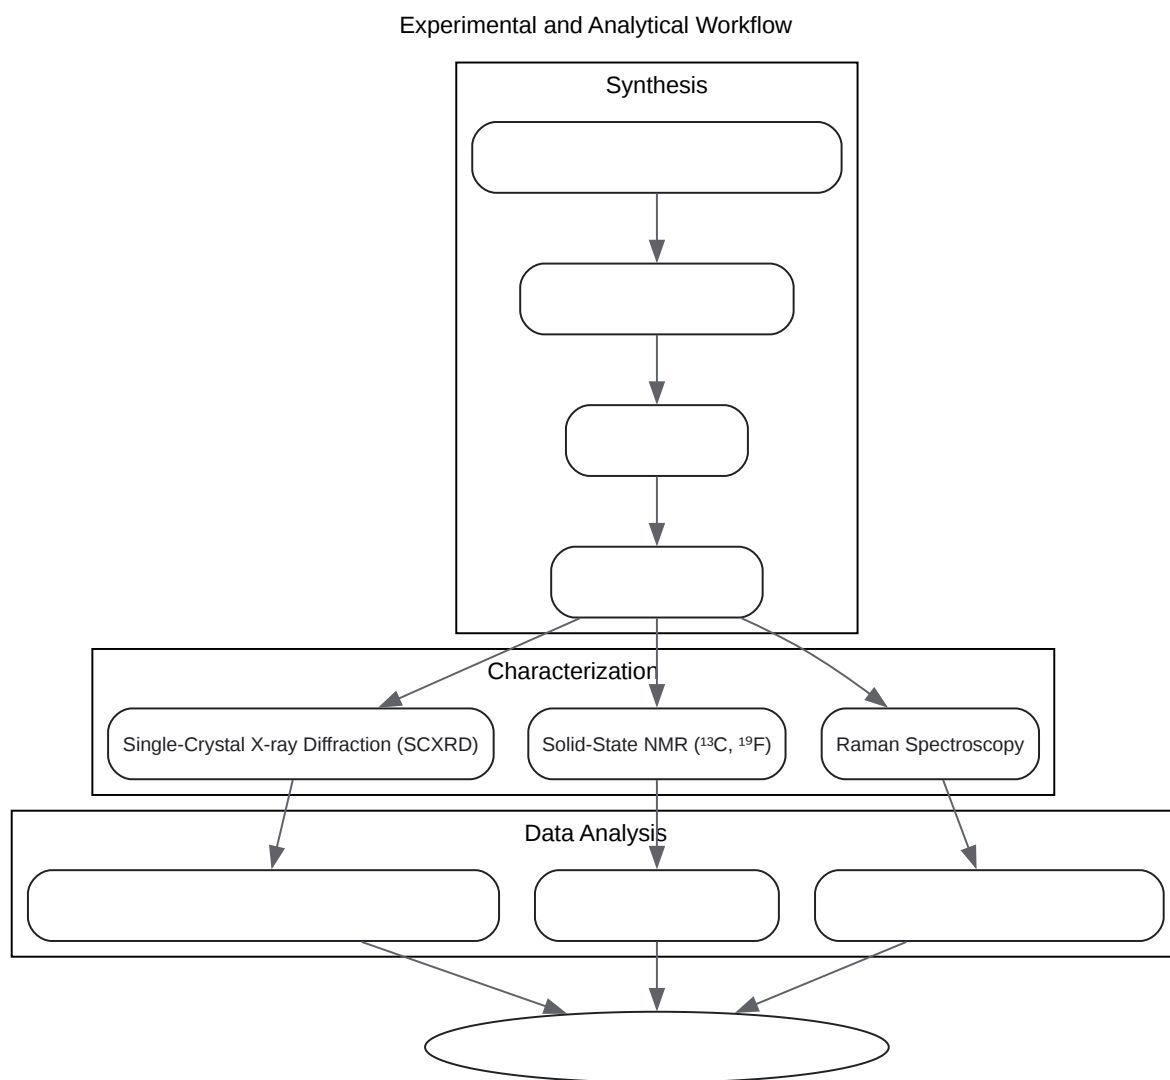 Experimental and Analytical Workflow
Synthesis
Characterization
Single-Crystal X-ray Diffraction (SCXRD)
Solid-State NMR (¹³C, ¹⁹F)
Raman Spectroscopy
Data Analysis